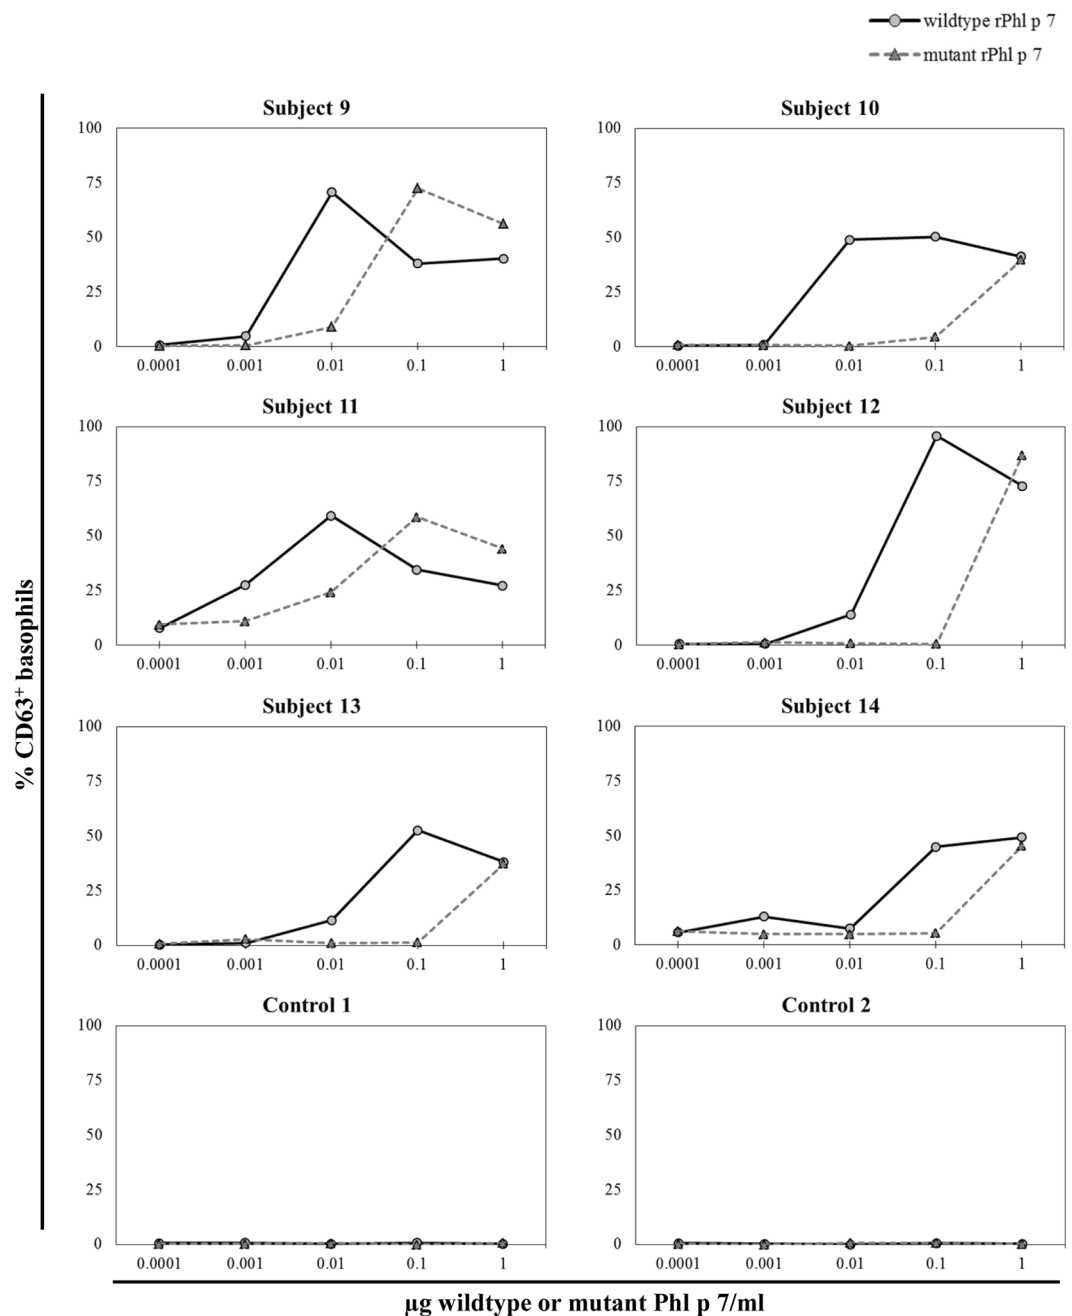 wildtype rPhl p 7
mutant rPhl p 7
% CD63+ basophils
Subject 9
100
75
50
25
0
0.0001 0.001 0.01 0.1 1
Subject 10
100
75
50
25
0
0.0001 0.001 0.01 0.1 1
Subject 11
100
75
50
25
0
0.0001 0.001 0.01 0.1 1
Subject 12
100
75
50
25
0
0.0001 0.001 0.01 0.1 1
Subject 13
100
75
50
25
0
0.0001 0.001 0.01 0.1 1
Subject 14
100
75
50
25
0
0.0001 0.001 0.01 0.1 1
Control 1
100
75
50
25
0
0.0001 0.001 0.01 0.1 1
Control 2
100
75
50
25
0
0.0001 0.001 0.01 0.1 1
µg wildtype or mutant Phl p 7/ml